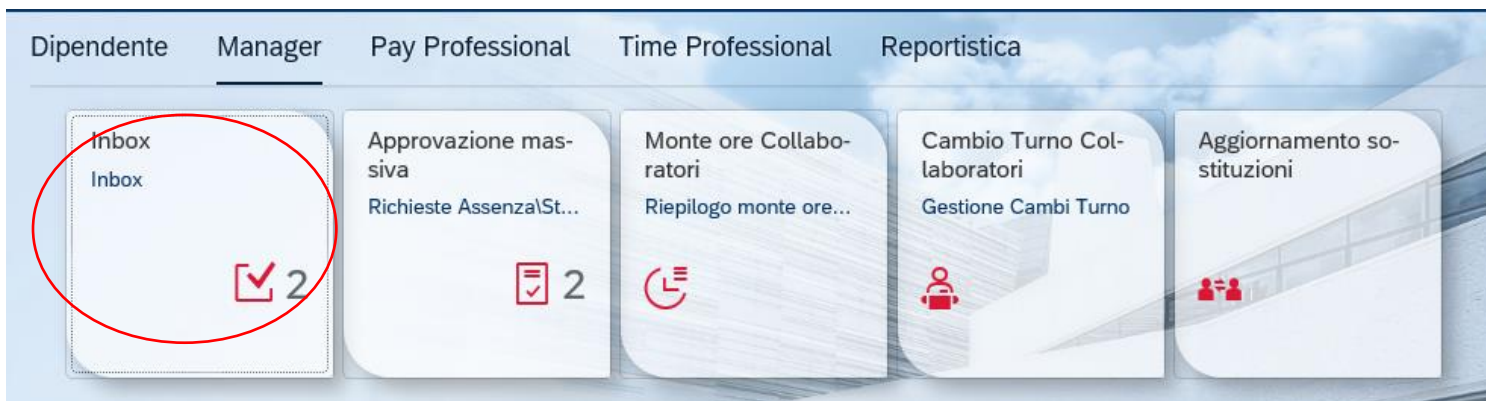 Dipendente Manager Pay Professional Time Professional Reportistica
Inbox
Inbox
2
Approvazione mas-
siva
Richieste Assenza\St...
2
Monte ore Collabo-
ratori
Riepilogo monte ore...
Cambio Turno Col-
laboratori
Gestione Cambi Turno
Aggiornamento so-
stituzioni